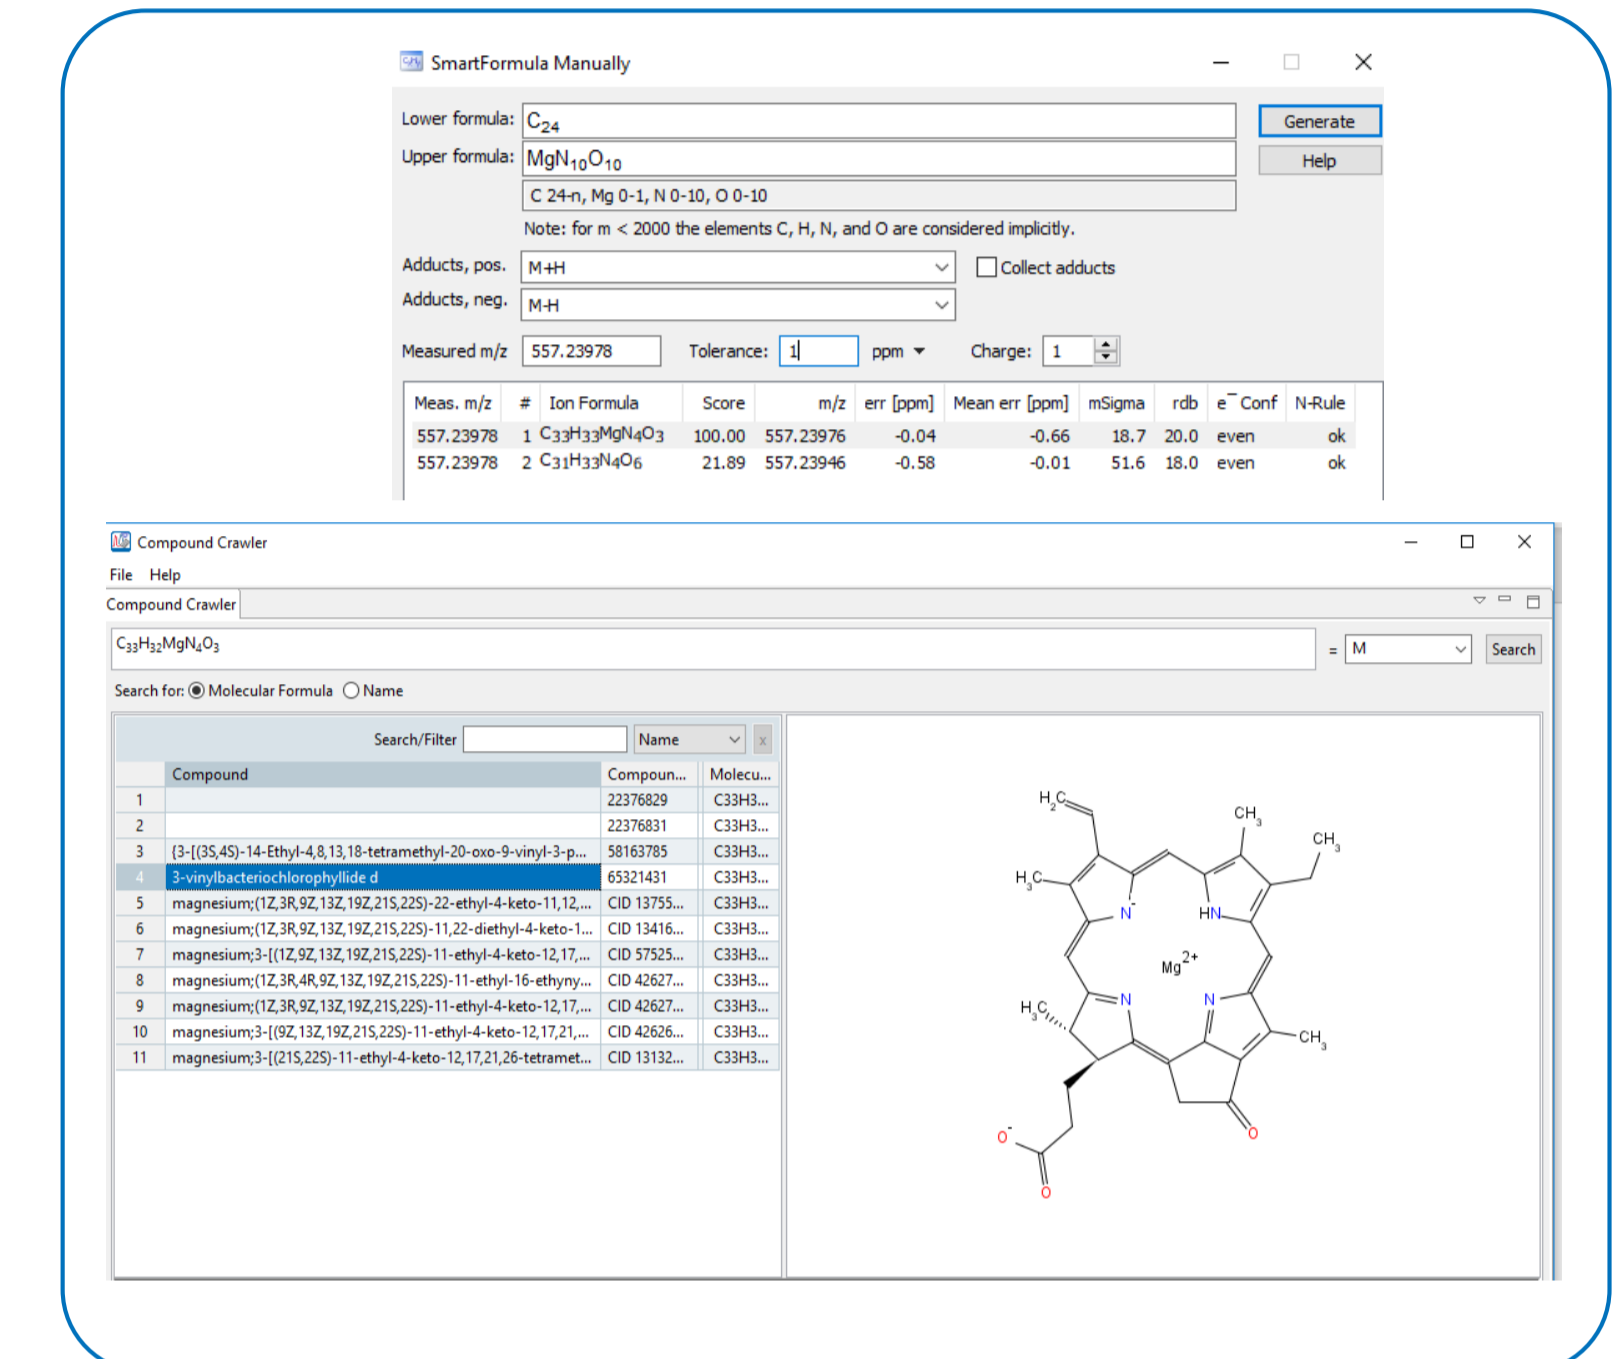 SmartFormula Manually
Lower formula: C24 Generate
Upper formula: MgN10O10 Help
C 24-n, Mg 0-1, N 0-10, O 0-10
Note: for m < 2000 the elements C, H, N, and O are considered implicitly.
Adducts, pos. M+H Collect adducts
Adducts, neg. M-H
Measured m/z 557.23978 Tolerance: 1 ppm Charge: 1
Meas. m/z # Ion Formula Score m/z err [ppm] Mean err [ppm] mSigma rdb e⁻ Conf N-Rule
557.23978 1 C33H33MgN4O3 100.00 557.23976 -0.04 -0.66 18.7 20.0 even ok
557.23978 2 C31H33N4O6 21.89 557.23946 -0.58 -0.01 51.6 18.0 even ok
Compound Crawler
File Help
Compound Crawler
C33H32MgN4O3 = M Search
Search for: Molecular Formula Name
Search/Filter Name x
Compound Compoun... Molecu...
1 22376829 C33H3...
2 22376831 C33H3...
3 {3-[(3S,4S)-14-Ethyl-4,8,13,18-tetramethyl-20-oxo-9-vinyl-3-p... 58163785 C33H3...
4 3-vinylbacteriochlorophyllide d 65321431 C33H3...
5 magnesium;(1Z,3R,9Z,13Z,19Z,21S,22S)-22-ethyl-4-keto-11,12,... CID 13755... C33H3...
6 magnesium;(1Z,3R,9Z,13Z,19Z,21S,22S)-11,22-diethyl-4-keto-1... CID 13416... C33H3...
7 magnesium;3-[(1Z,9Z,13Z,19Z,21S,22S)-11-ethyl-4-keto-12,17,... CID 57525... C33H3...
8 magnesium;(1Z,3R,4R,9Z,13Z,19Z,21S,22S)-11-ethyl-16-ethyny... CID 42627... C33H3...
9 magnesium;(1Z,3R,9Z,13Z,19Z,21S,22S)-11-ethyl-4-keto-12,17,... CID 42627... C33H3...
10 magnesium;3-[(9Z,13Z,19Z,21S,22S)-11-ethyl-4-keto-12,17,21,... CID 42626... C33H3...
11 magnesium;3-[(21S,22S)-11-ethyl-4-keto-12,17,21,26-tetramet... CID 13132... C33H3...
H2C
CH3
CH3
H3C
N- HN
Mg2+
H3C N N
CH3
O-
O
O